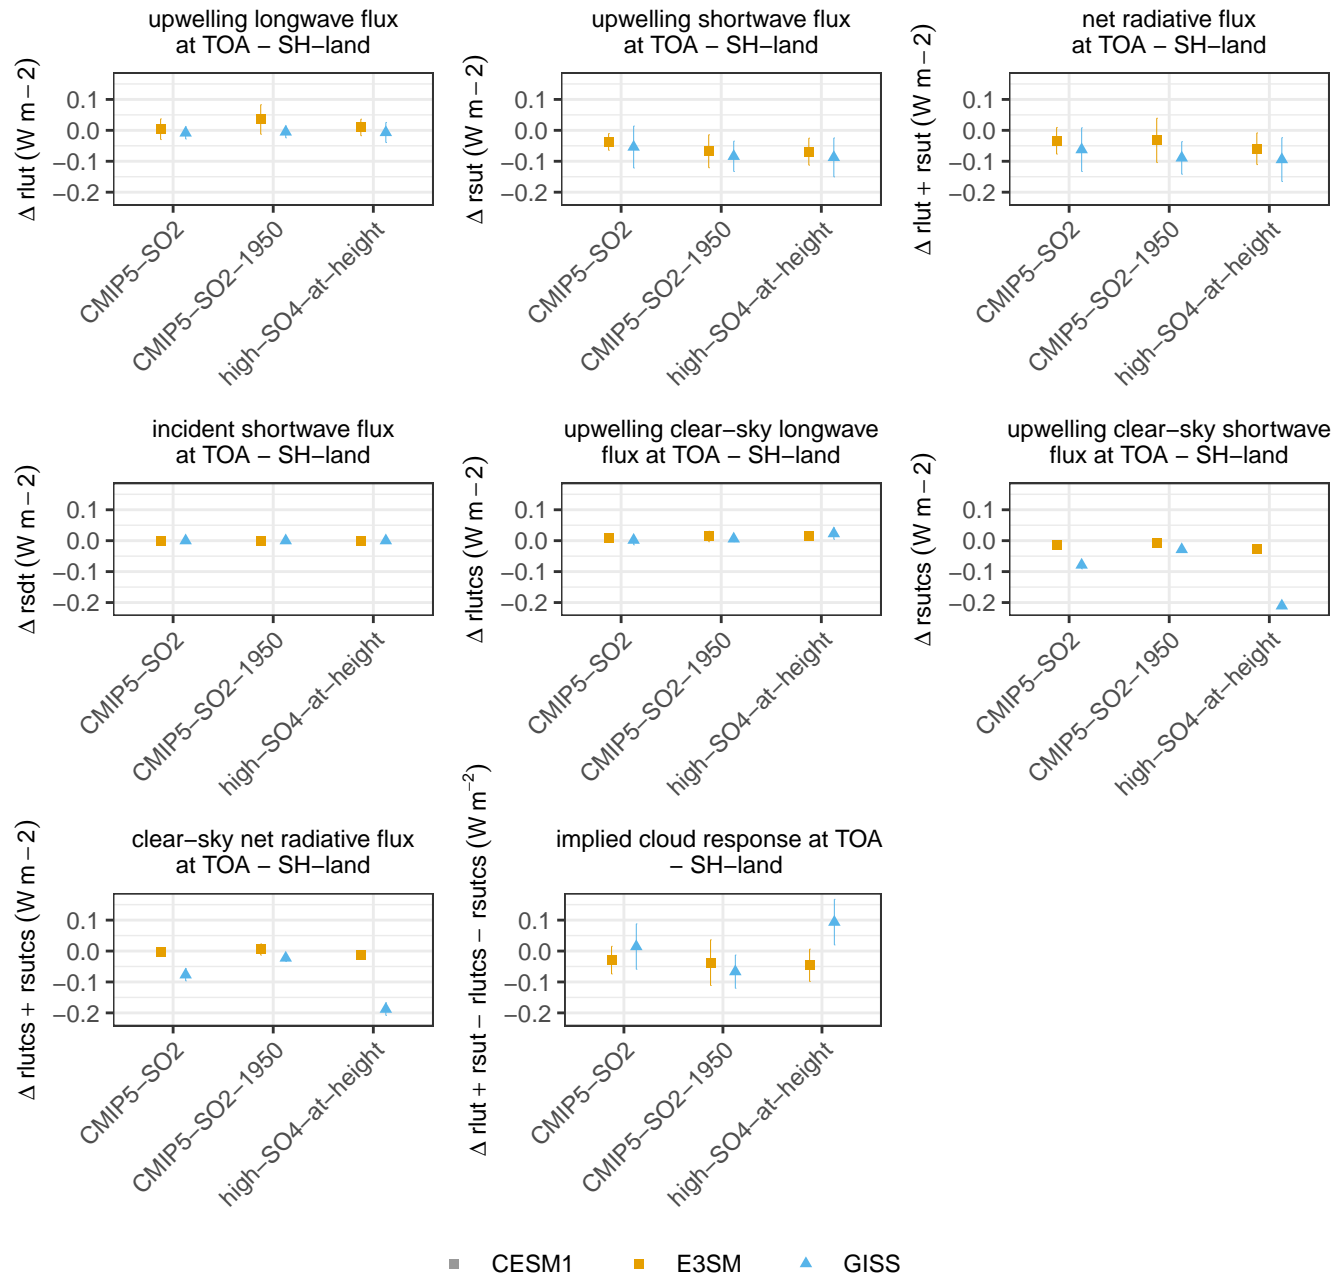 upwelling longwave flux
at TOA − SH−land
upwelling shortwave flux
at TOA − SH−land
net radiative flux
at TOA − SH−land
Δ rlut (W m − 2)
0.1
0.0
−0.1
−0.2
CMIP5−SO2
CMIP5−SO2−1950
high−SO4−at−height
Δ rsut (W m − 2)
0.1
0.0
−0.1
−0.2
CMIP5−SO2
CMIP5−SO2−1950
high−SO4−at−height
Δ rlut + rsut (W m − 2)
0.1
0.0
−0.1
−0.2
CMIP5−SO2
CMIP5−SO2−1950
high−SO4−at−height
incident shortwave flux
at TOA − SH−land
upwelling clear−sky longwave
flux at TOA − SH−land
upwelling clear−sky shortwave
flux at TOA − SH−land
Δ rsdt (W m − 2)
0.1
0.0
−0.1
−0.2
CMIP5−SO2
CMIP5−SO2−1950
high−SO4−at−height
Δ rlutcs (W m − 2)
0.1
0.0
−0.1
−0.2
CMIP5−SO2
CMIP5−SO2−1950
high−SO4−at−height
Δ rsutcs (W m − 2)
0.1
0.0
−0.1
−0.2
CMIP5−SO2
CMIP5−SO2−1950
high−SO4−at−height
clear−sky net radiative flux
at TOA − SH−land
implied cloud response at TOA
− SH−land
Δ rlutcs + rsutcs (W m − 2)
0.1
0.0
−0.1
−0.2
CMIP5−SO2
CMIP5−SO2−1950
high−SO4−at−height
Δ rlut + rsut − rlutcs − rsutcs (W m⁻²)
0.1
0.0
−0.1
−0.2
CMIP5−SO2
CMIP5−SO2−1950
high−SO4−at−height
CESM1 E3SM GISS